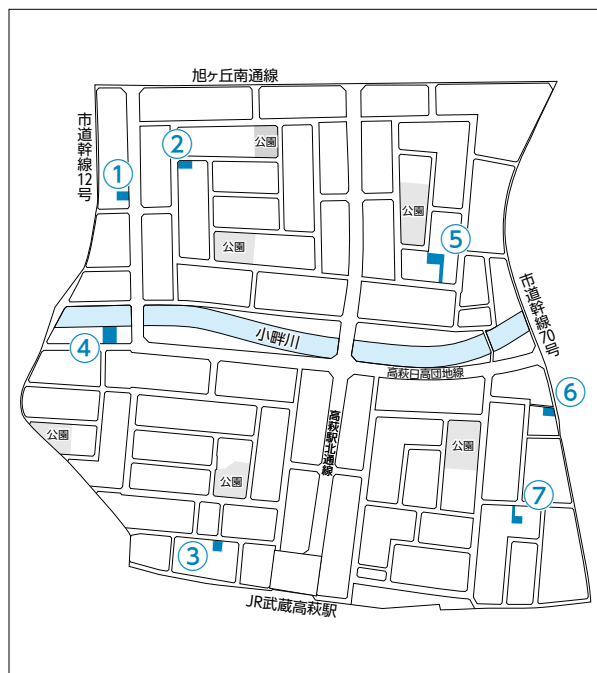 旭ヶ丘南通線
市道幹線12号
②
公園
①
公園
公園
⑤
市道幹線70号
④
小畔川
高萩日高団地線
⑥
高萩駅北通線
公園
公園
公園
⑦
③
JR武蔵高萩駅